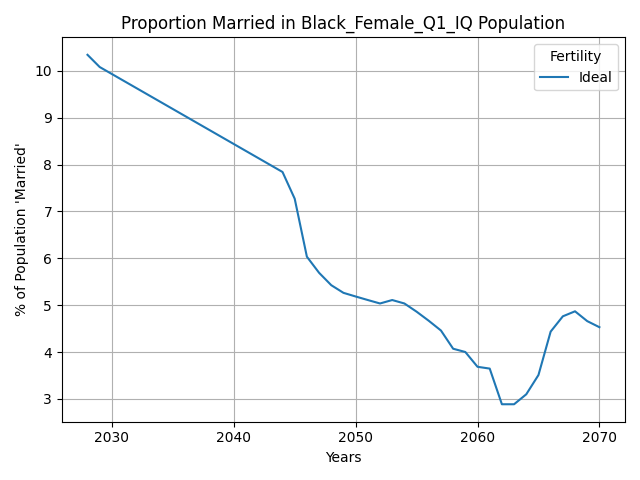 Proportion Married in Black_Female_Q1_IQ Population
Fertility
Ideal
% of Population 'Married'
10
9
8
7
6
5
4
3
2030 2040 2050 2060 2070
Years